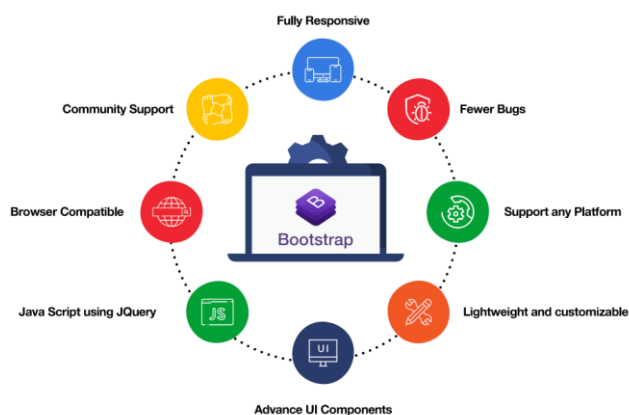 Fully Responsive
Community Support
Fewer Bugs
Browser Compatible
B
Bootstrap
Support any Platform
Java Script using JQuery
JS
Lightweight and customizable
UI
Advance UI Components